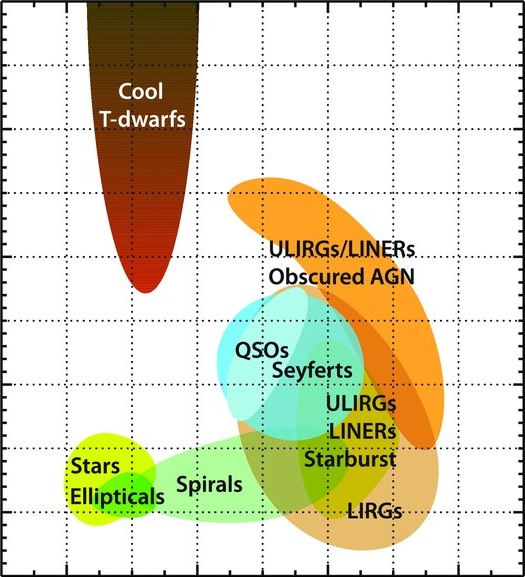 Cool
T-dwarfs
ULIRGs/LINERs
Obscured AGN
QSOs
Seyferts
ULIRGs
LINERs
Starburst
Stars
Ellipticals
Spirals
LIRGs